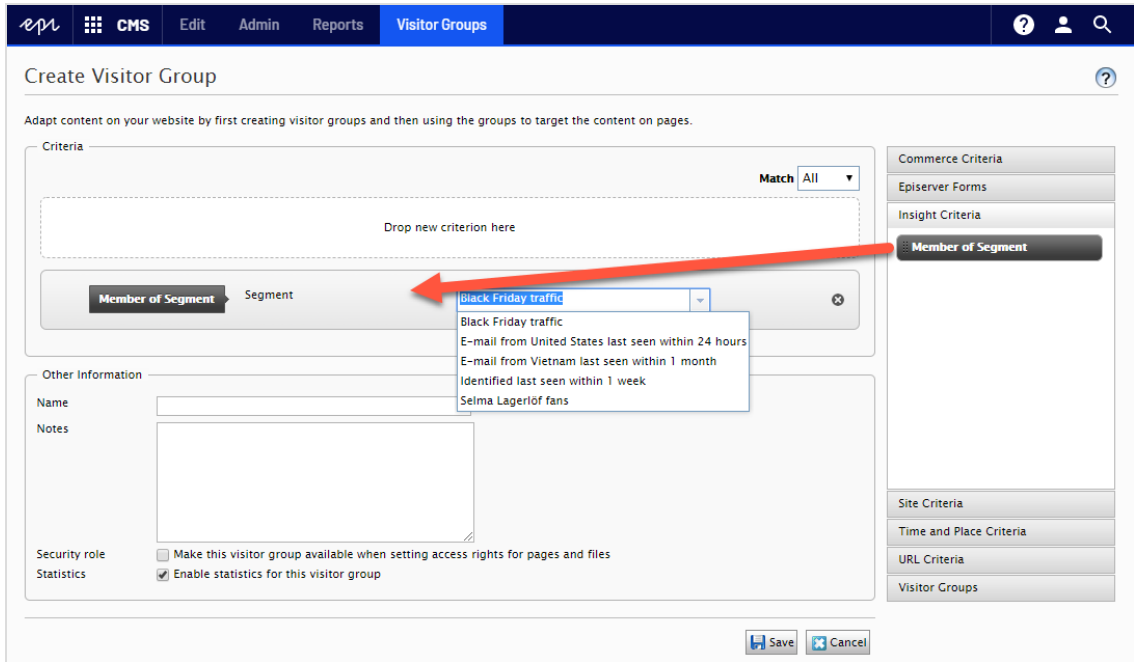 epi CMS Edit Admin Reports Visitor Groups ?
Create Visitor Group ?
Adapt content on your website by first creating visitor groups and then using the groups to target the content on pages.
Criteria
Match All
Drop new criterion here
Member of Segment Segment Black Friday traffic
Black Friday traffic
E-mail from United States last seen within 24 hours
E-mail from Vietnam last seen within 1 month
Identified last seen within 1 week
Selma Lagerlöf fans
Other Information
Name
Notes
Security role Make this visitor group available when setting access rights for pages and files
Statistics Enable statistics for this visitor group
Commerce Criteria
Episerver Forms
Insight Criteria
Member of Segment
Site Criteria
Time and Place Criteria
URL Criteria
Visitor Groups
Save Cancel